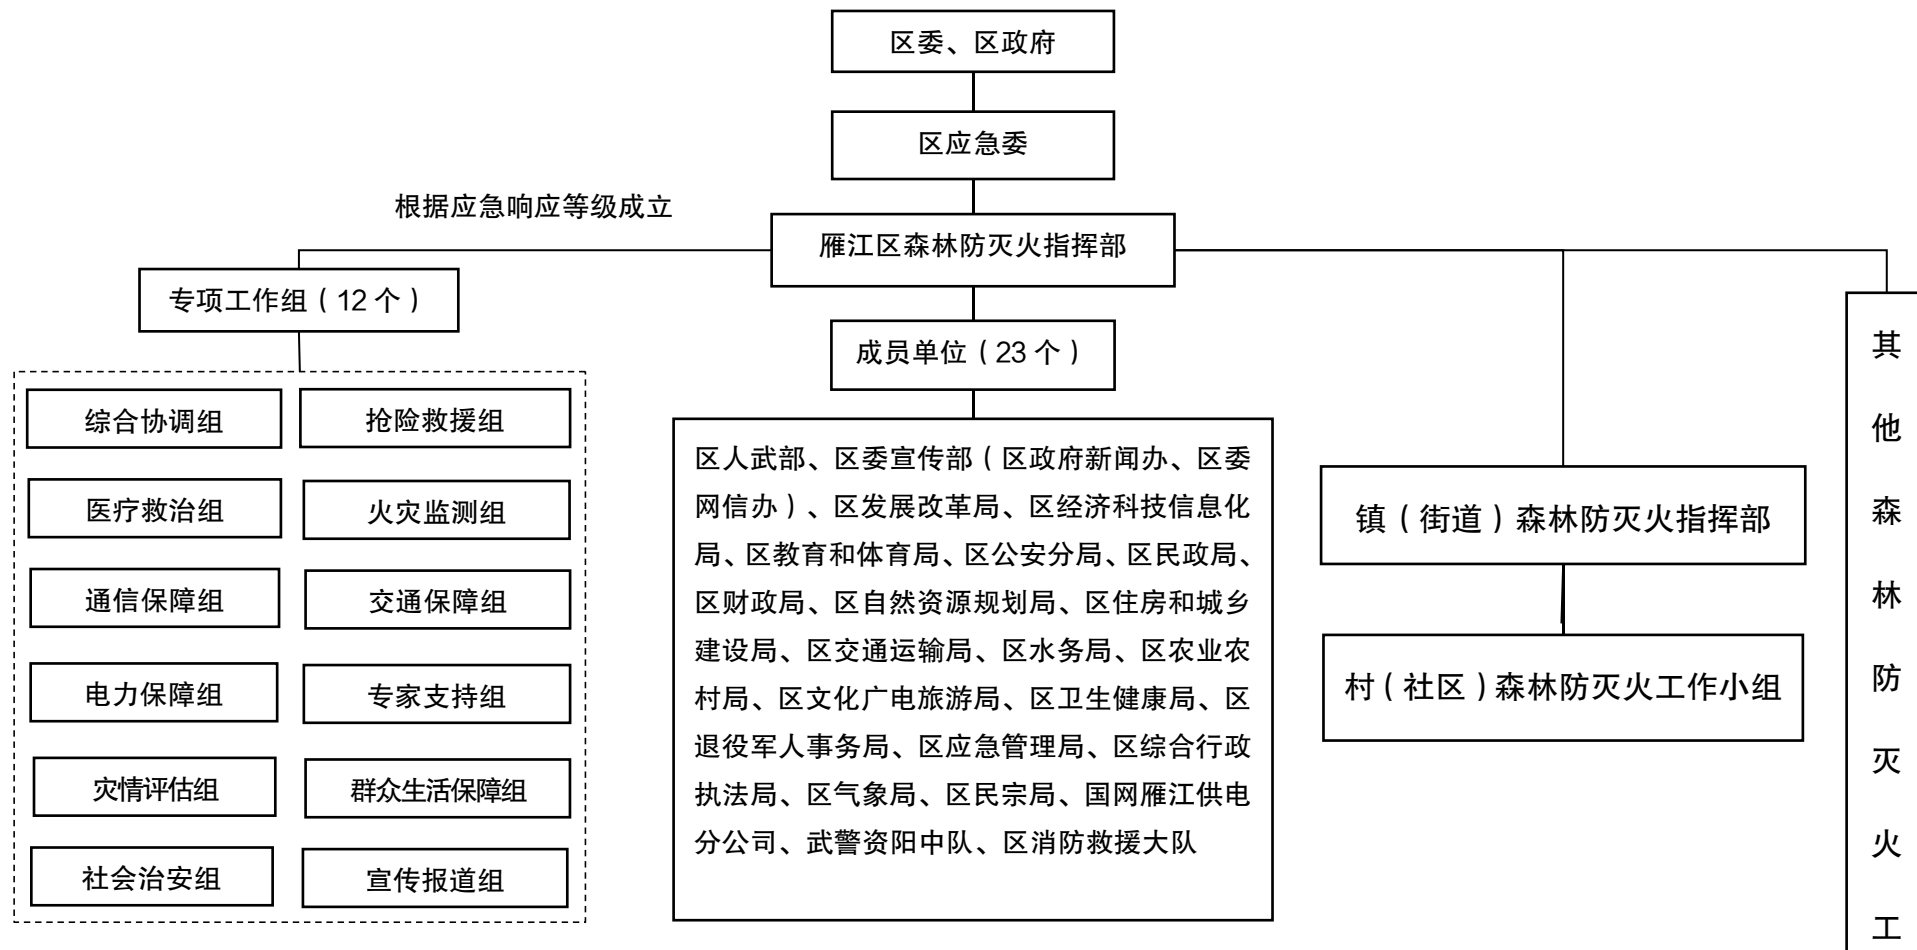 区委、区政府
区应急委
根据应急响应等级成立
雁江区森林防灭火指挥部
专项工作组（12 个）
成员单位（23 个）
综合协调组
抢险救援组
医疗救治组
火灾监测组
通信保障组
交通保障组
电力保障组
专家支持组
灾情评估组
群众生活保障组
社会治安组
宣传报道组
区人武部、区委宣传部（区政府新闻办、区委
网信办）、区发展改革局、区经济科技信息化
局、区教育和体育局、区公安分局、区民政局、
区财政局、区自然资源规划局、区住房和城乡
建设局、区交通运输局、区水务局、区农业农
村局、区文化广电旅游局、区卫生健康局、区
退役军人事务局、区应急管理局、区综合行政
执法局、区气象局、区民宗局、国网雁江供电
分公司、武警资阳中队、区消防救援大队
镇（街道）森林防灭火指挥部
村（社区）森林防灭火工作小组
其他森林防灭火工